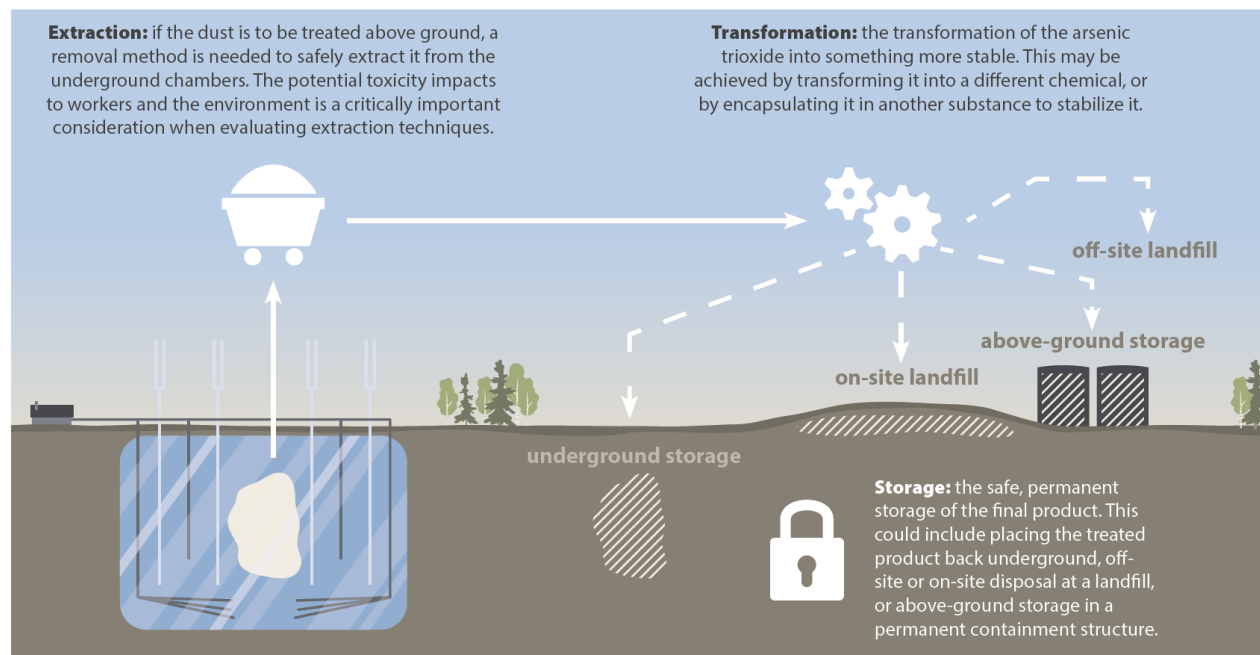 Extraction: if the dust is to be treated above ground, a
removal method is needed to safely extract it from the
underground chambers. The potential toxicity impacts
to workers and the environment is a critically important
consideration when evaluating extraction techniques.
Transformation: the transformation of the arsenic
trioxide into something more stable. This may be
achieved by transforming it into a different chemical, or
by encapsulating it in another substance to stabilize it.
off-site landfill
above-ground storage
on-site landfill
underground storage
Storage: the safe, permanent
storage of the final product. This
could include placing the treated
product back underground, off-
site or on-site disposal at a landfill,
or above-ground storage in a
permanent containment structure.